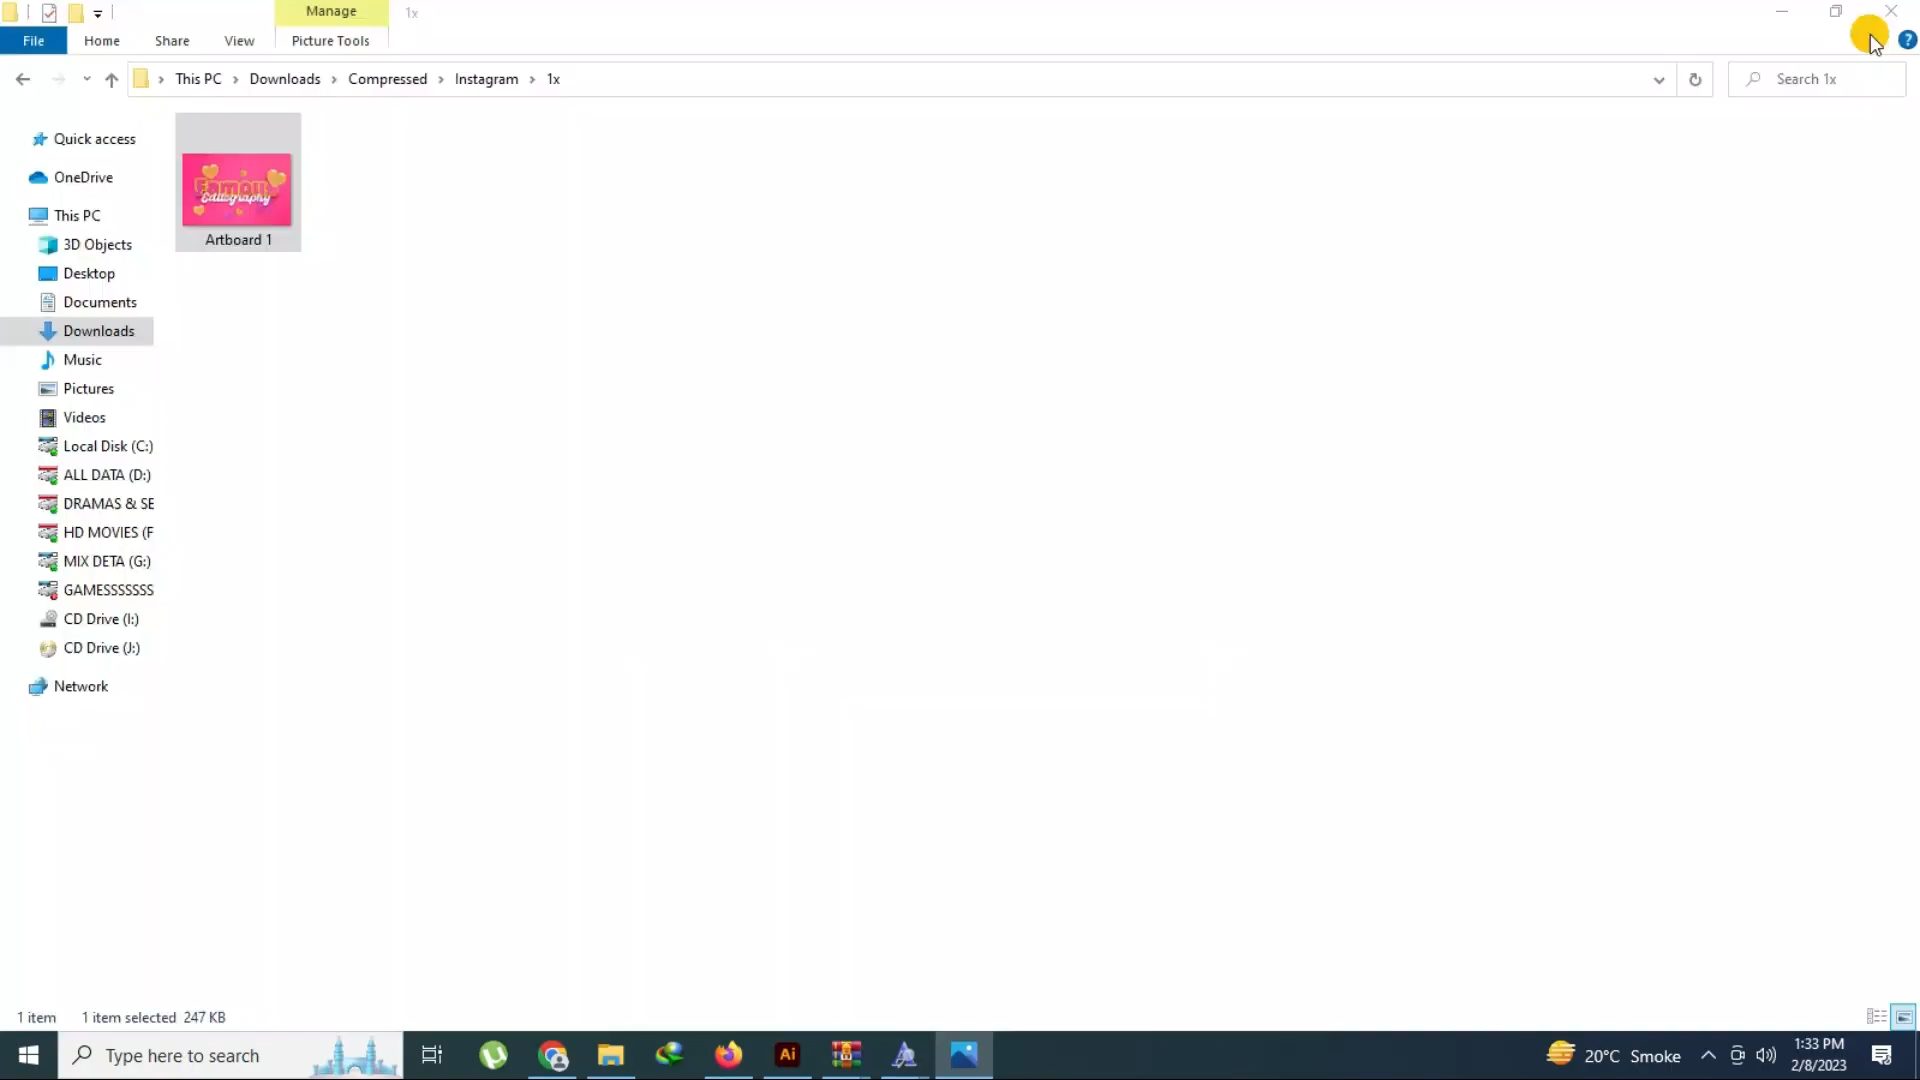 Manage
1x
File
Home
Share
View
Picture Tools
This PC
Downloads
Compressed
Instagram
1x
Search 1x
Quick access
OneDrive
This PC
3D Objects
Desktop
Documents
Downloads
Music
Pictures
Videos
Local Disk (C:)
ALL DATA (D:)
DRAMAS & SE
HD MOVIES (F
MIX DETA (G:)
GAMESSSSSSS
CD Drive (I:)
CD Drive (J:)
Network
Editography
Artboard 1
1 item 1 item selected 247 KB
Type here to search
Ai
20°C Smoke
1:33 PM
2/8/2023